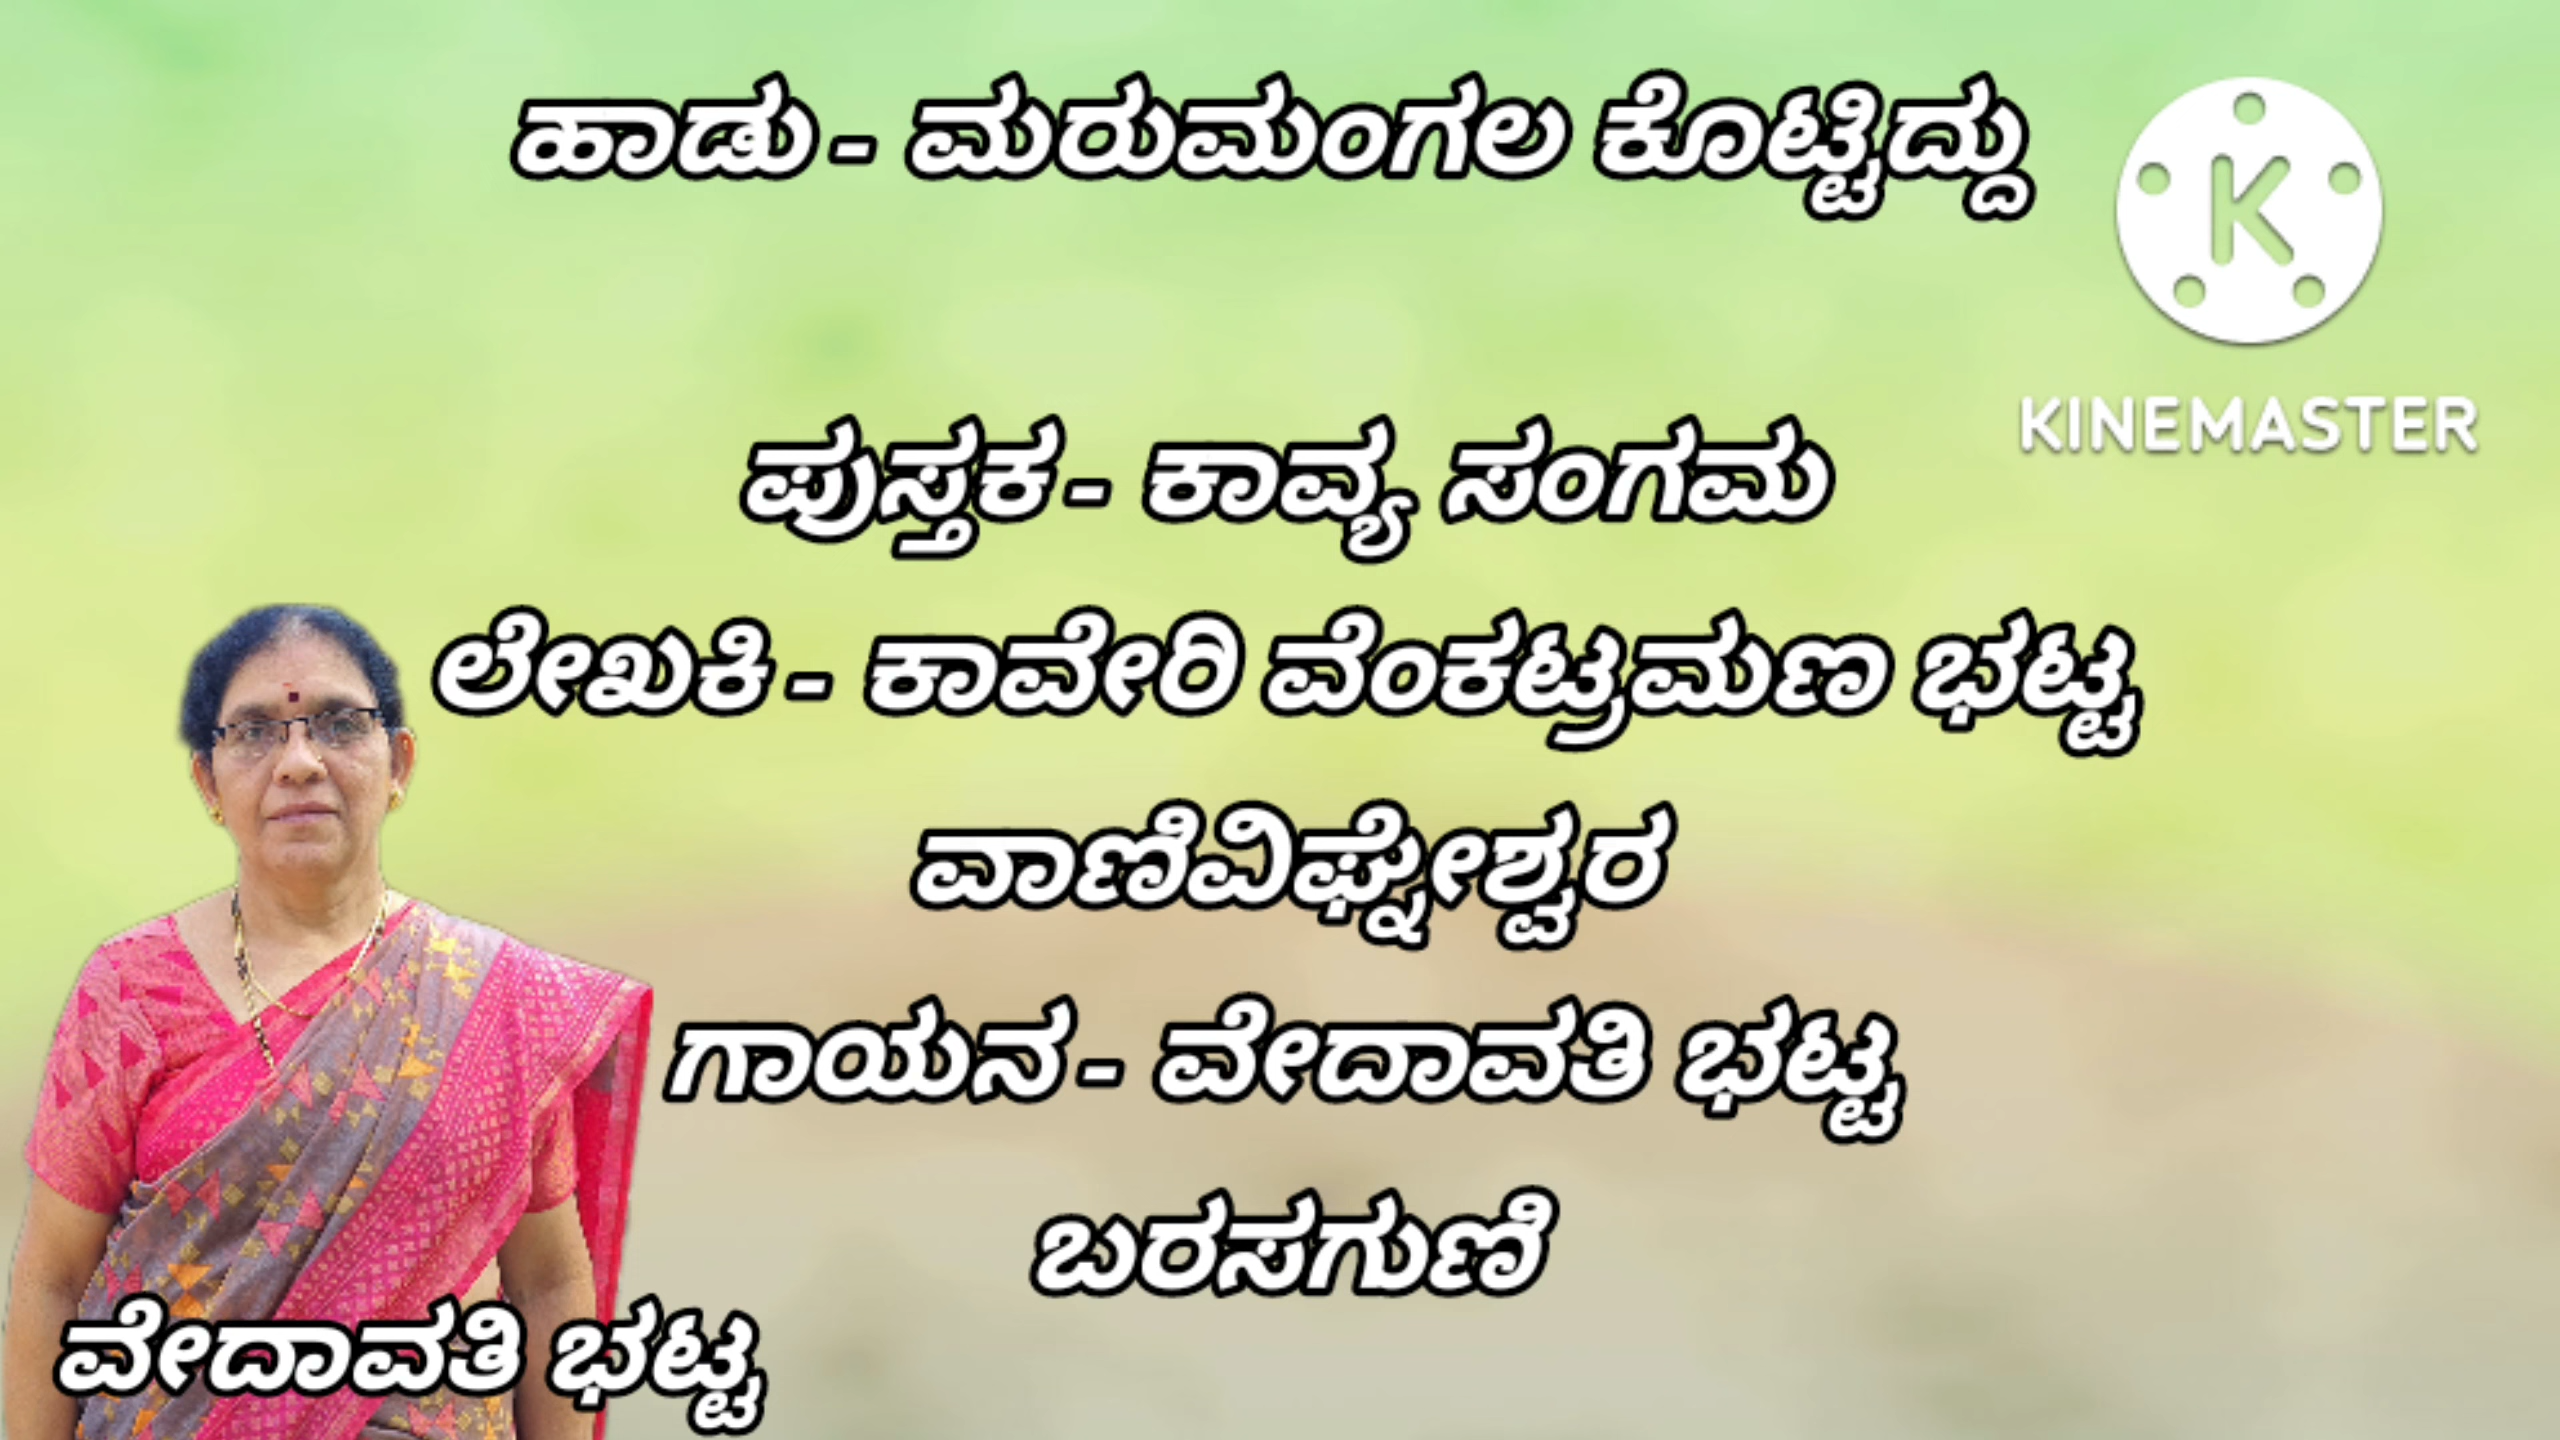 ಹಾಡು - ಮರುಮಂಗಲ ಕೊಟ್ಟಿದ್ದು
K
KINEMASTER
ಪುಸ್ತಕ - ಕಾವ್ಯ ಸಂಗಮ
ಲೇಖಕಿ - ಕಾವೇರಿ ವೆಂಕಟ್ರಮಣ ಭಟ್ಟ
ವಾಣಿವಿಘ್ನೇಶ್ವರ
ಗಾಯನ - ವೇದಾವತಿ ಭಟ್ಟ
ಬರಸಗುಣಿ
ವೇದಾವತಿ ಭಟ್ಟ